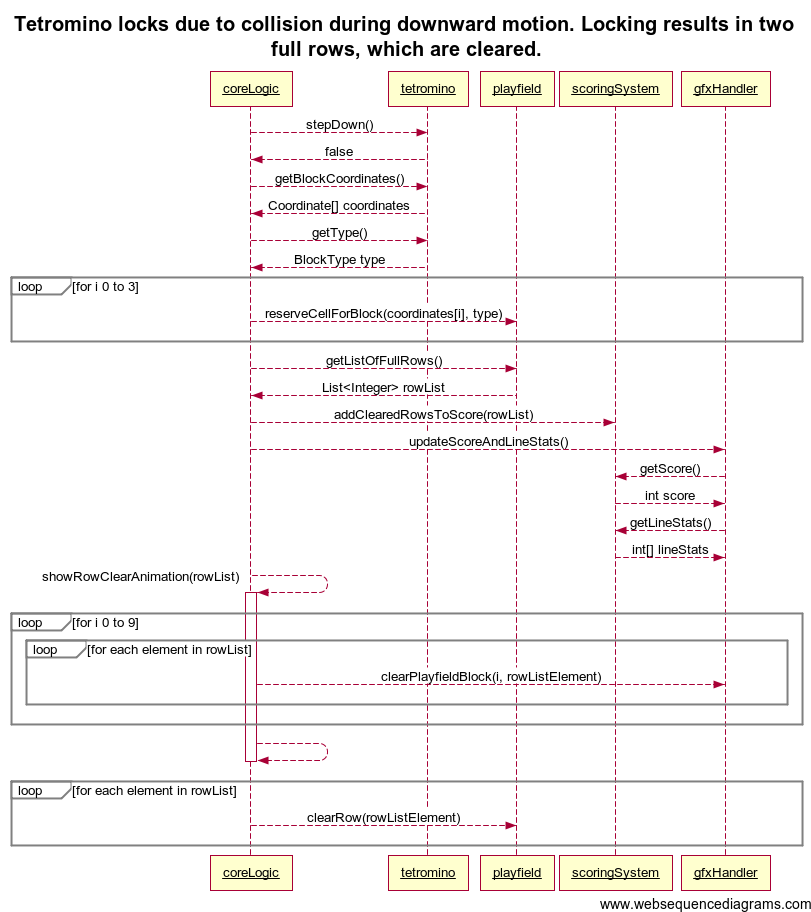 Tetromino locks due to collision during downward motion. Locking results in two
full rows, which are cleared.
coreLogic
tetromino
playfield
scoringSystem
gfxHandler
stepDown()
false
getBlockCoordinates()
Coordinate[] coordinates
getType()
BlockType type
loop
[for i 0 to 3]
reserveCellForBlock(coordinates[i], type)
getListOfFullRows()
List<Integer> rowList
addClearedRowsToScore(rowList)
updateScoreAndLineStats()
getScore()
int score
getLineStats()
int[] lineStats
showRowClearAnimation(rowList)
loop
[for i 0 to 9]
loop
[for each element in rowList]
clearPlayfieldBlock(i, rowListElement)
loop
[for each element in rowList]
clearRow(rowListElement)
coreLogic
tetromino
playfield
scoringSystem
gfxHandler
www.websequencediagrams.com